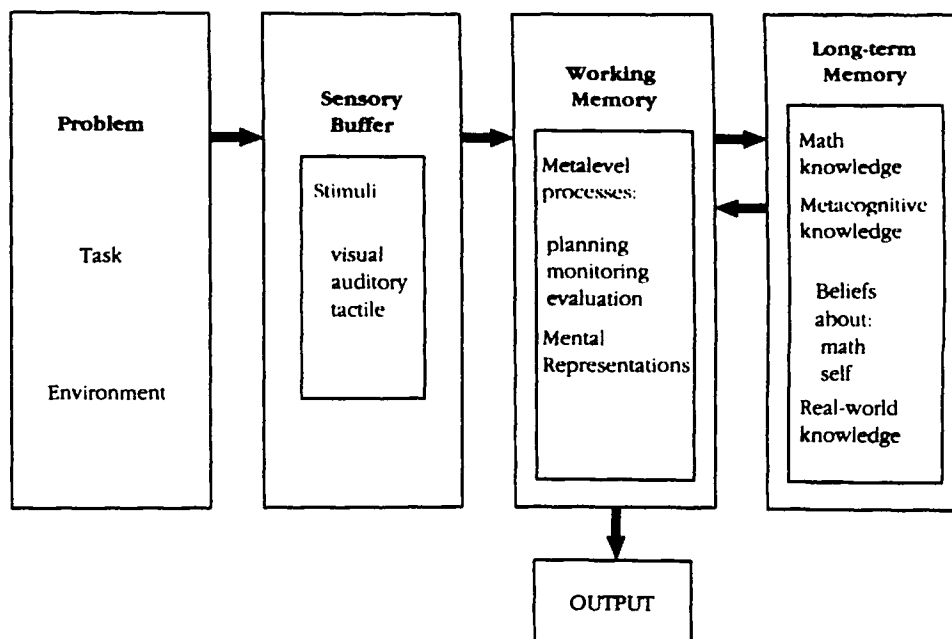 Problem
Task
Environment
Sensory
Buffer
Stimuli
visual
auditory
tactile
Working
Memory
Metalevel
processes:
planning
monitoring
evaluation
Mental
Representations
Long-term
Memory
Math
knowledge
Metacognitive
knowledge
Beliefs
about:
math
self
Real-world
knowledge
OUTPUT